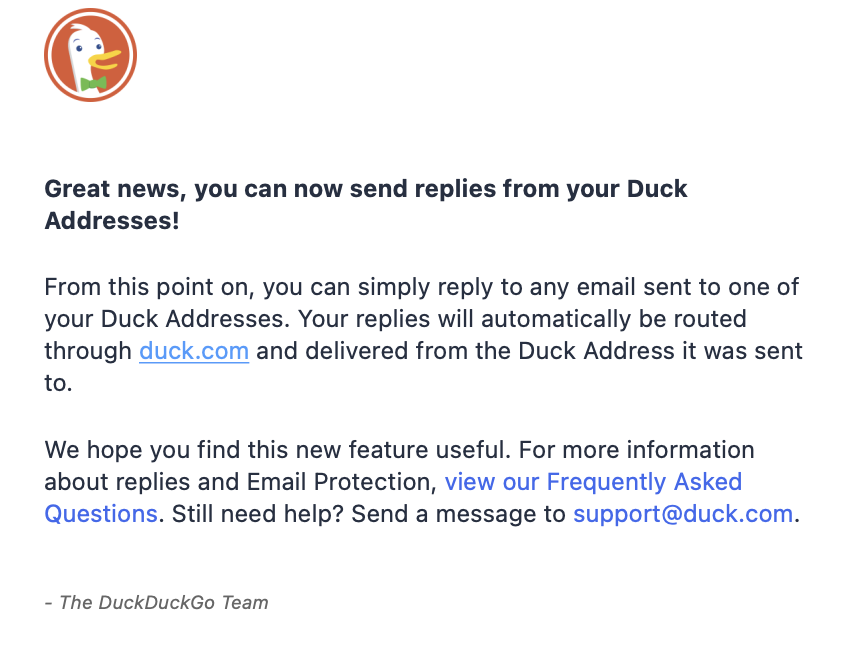 Great news, you can now send replies from your Duck
Addresses!
From this point on, you can simply reply to any email sent to one of
your Duck Addresses. Your replies will automatically be routed
through duck.com and delivered from the Duck Address it was sent
to.
We hope you find this new feature useful. For more information
about replies and Email Protection, view our Frequently Asked
Questions. Still need help? Send a message to support@duck.com.
- The DuckDuckGo Team